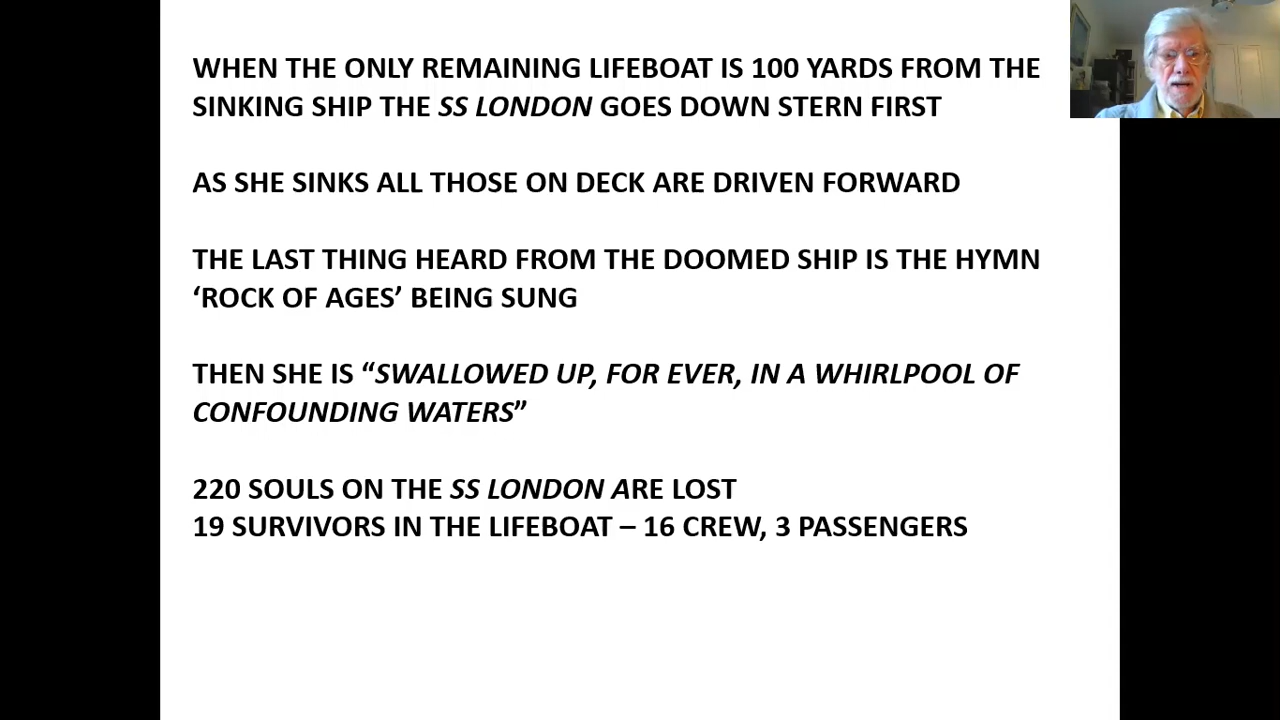 WHEN THE ONLY REMAINING LIFEBOAT IS 100 YARDS FROM THE
SINKING SHIP THE SS LONDON GOES DOWN STERN FIRST
AS SHE SINKS ALL THOSE ON DECK ARE DRIVEN FORWARD
THE LAST THING HEARD FROM THE DOOMED SHIP IS THE HYMN
‘ROCK OF AGES’ BEING SUNG
THEN SHE IS “SWALLOWED UP, FOR EVER, IN A WHIRLPOOL OF
CONFOUNDING WATERS”
220 SOULS ON THE SS LONDON ARE LOST
19 SURVIVORS IN THE LIFEBOAT – 16 CREW, 3 PASSENGERS